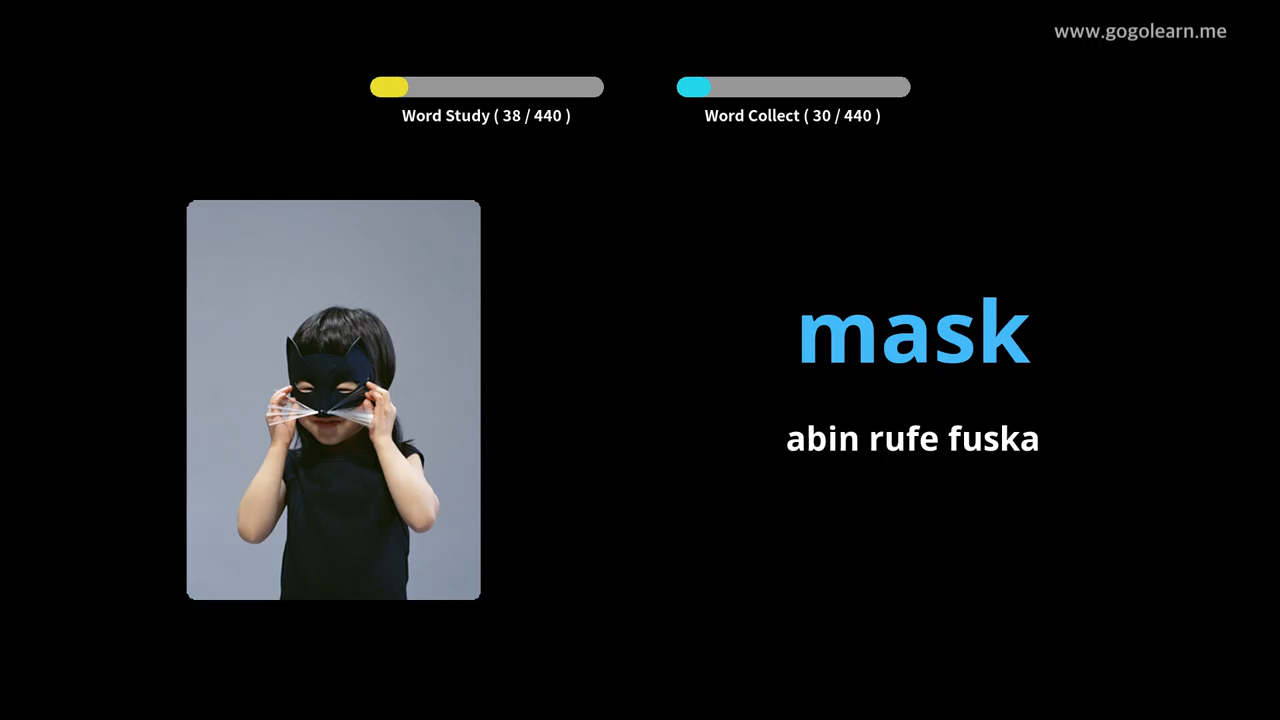 www.gogolearn.me
Word Study ( 38 / 440 )
Word Collect ( 30 / 440 )
mask
abin rufe fuska